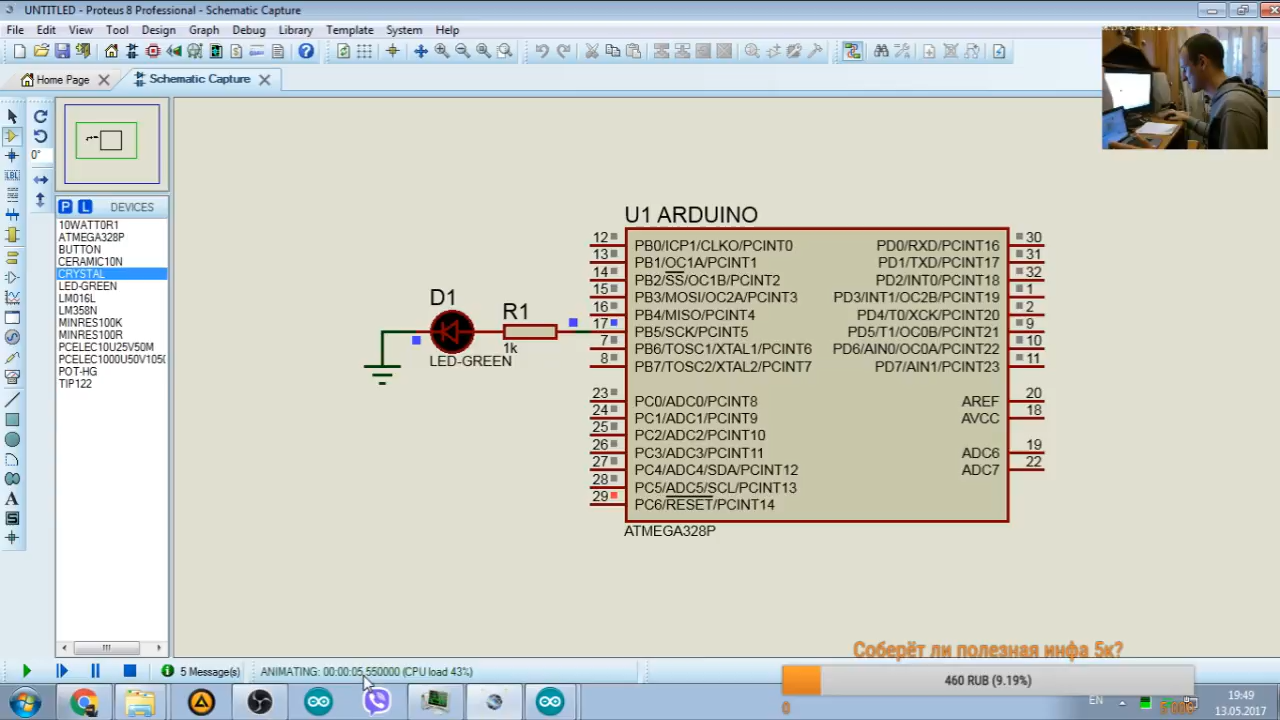 UNTITLED - Proteus 8 Professional - Schematic Capture
File Edit View Tool Design Graph Debug Library Template System Help
Home Page Schematic Capture
0°
LBL
P L DEVICES
10WATT0R1
ATMEGA328P
BUTTON
CERAMIC10N
CRYSTAL
LED-GREEN
LM016L
LM358N
MINRES100K
MINRES100R
PCELEC10U25V50M
PCELEC1000U50V105(
POT-HG
TIP122
A
S
D1
LED-GREEN
R1
1k
U1 ARDUINO
12 PB0/ICP1/CLKO/PCINT0 PD0/RXD/PCINT16 30
13 PB1/OC1A/PCINT1 PD1/TXD/PCINT17 31
14 PB2/SS/OC1B/PCINT2 PD2/INT0/PCINT18 32
15 PB3/MOSI/OC2A/PCINT3 PD3/INT1/OC2B/PCINT19 1
16 PB4/MISO/PCINT4 PD4/T0/XCK/PCINT20 2
17 PB5/SCK/PCINT5 PD5/T1/OC0B/PCINT21 9
7 PB6/TOSC1/XTAL1/PCINT6 PD6/AIN0/OC0A/PCINT22 10
8 PB7/TOSC2/XTAL2/PCINT7 PD7/AIN1/PCINT23 11
23 PC0/ADC0/PCINT8 AREF 20
24 PC1/ADC1/PCINT9 AVCC 18
25 PC2/ADC2/PCINT10
26 PC3/ADC3/PCINT11 ADC6 19
27 PC4/ADC4/SDA/PCINT12 ADC7 22
28 PC5/ADC5/SCL/PCINT13
29 PC6/RESET/PCINT14
ATMEGA328P
Соберёт ли полезная инфа 5к?
460 RUB (9.19%)
0
5 Message(s) ANIMATING: 00:00:05.550000 (CPU load 43%)
EN
19:49
13.05.2017